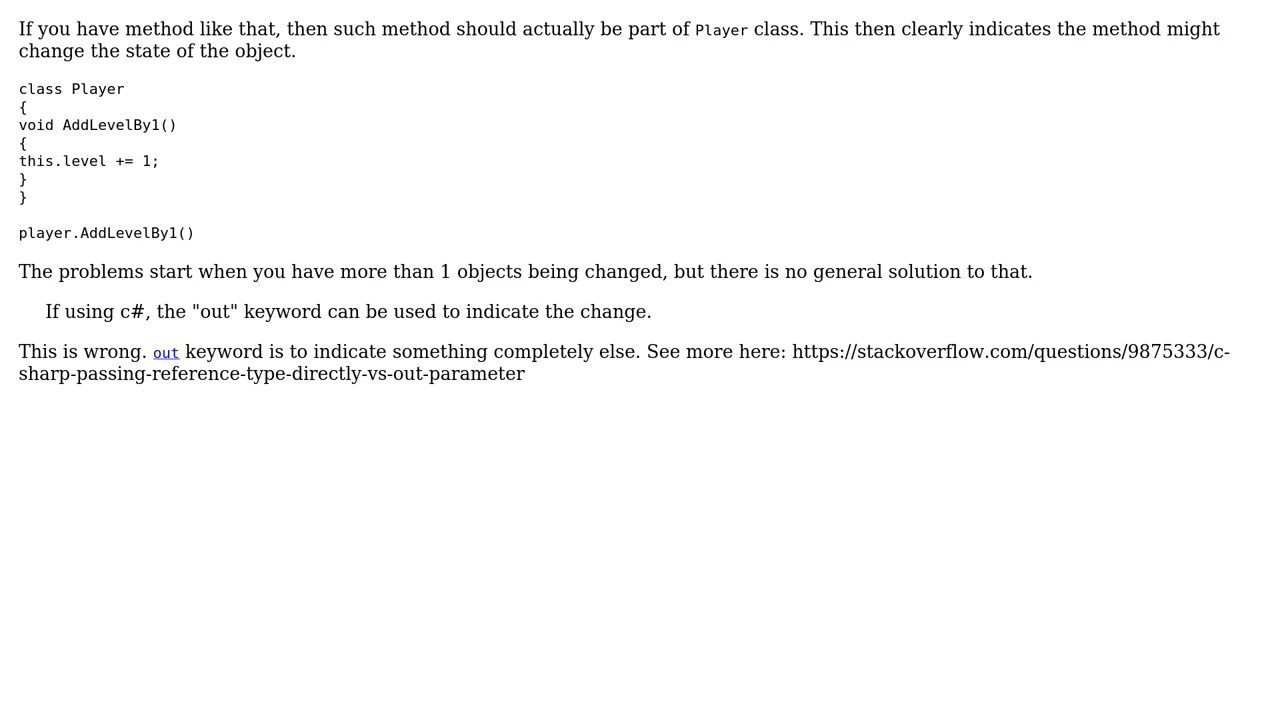 If you have method like that, then such method should actually be part of Player class. This then clearly indicates the method might
change the state of the object.
class Player
{
void AddLevelBy1()
{
this.level += 1;
}
}
player.AddLevelBy1()
The problems start when you have more than 1 objects being changed, but there is no general solution to that.
If using c#, the "out" keyword can be used to indicate the change.
This is wrong. out keyword is to indicate something completely else. See more here: https://stackoverflow.com/questions/9875333/c-
sharp-passing-reference-type-directly-vs-out-parameter